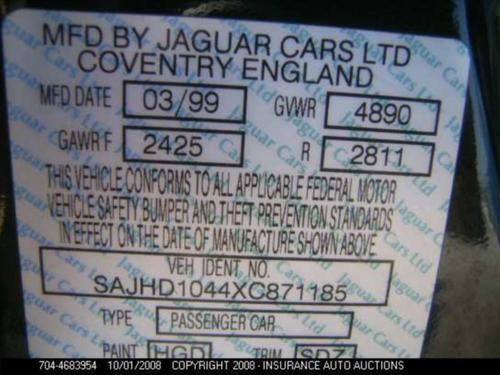 MFD BY JAGUAR CARS LTD
COVENTRY ENGLAND
MFD DATE 03/99 GVWR 4890
GAWR F 2425 R 2811
THIS VEHICLE CONFORMS TO ALL APPLICABLE FEDERAL MOTOR
VEHICLE SAFETY BUMPER AND THEFT PREVENTION STANDARDS
IN EFFECT ON THE DATE OF MANUFACTURE SHOWN ABOVE.
VEH IDENT. NO.
SAJHD1044XC871185
TYPE PASSENGER CAR
PAINT HGD TRIM SDZ
704-4683954 10/01/2008 COPYRIGHT 2008 - INSURANCE AUTO AUCTIONS